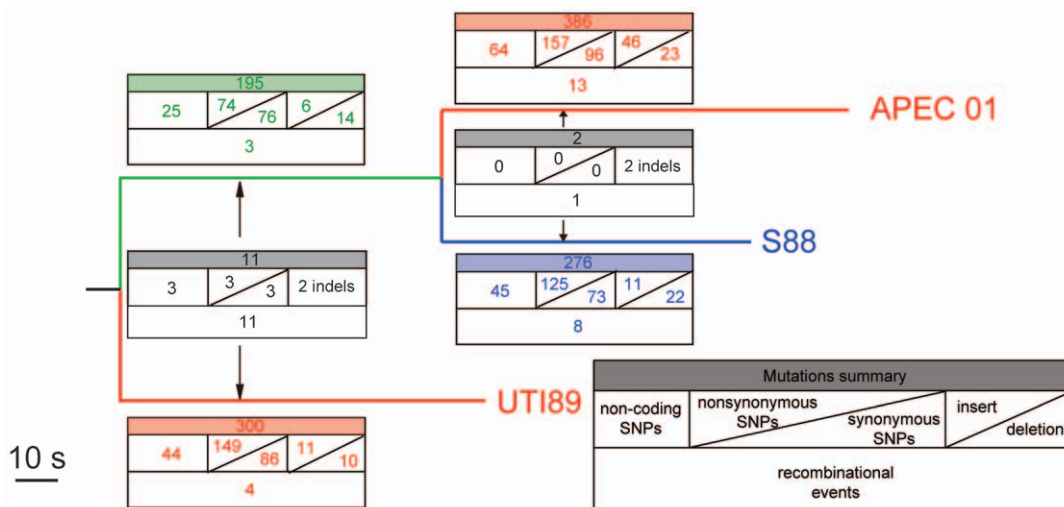 386
64 157 96 46 23
13
195
25 74 76 6 14
3
APEC 01
2
0 0 0 2 indels
1
S88
11
3 3 3 2 indels
11
276
45 125 73 11 22
8
UTI89
300
44 149 86 11 10
4
10 s
Mutations summary
non-coding
SNPs
nonsynonymous
SNPs
synonymous
SNPs
insert
deletion
recombinational
events